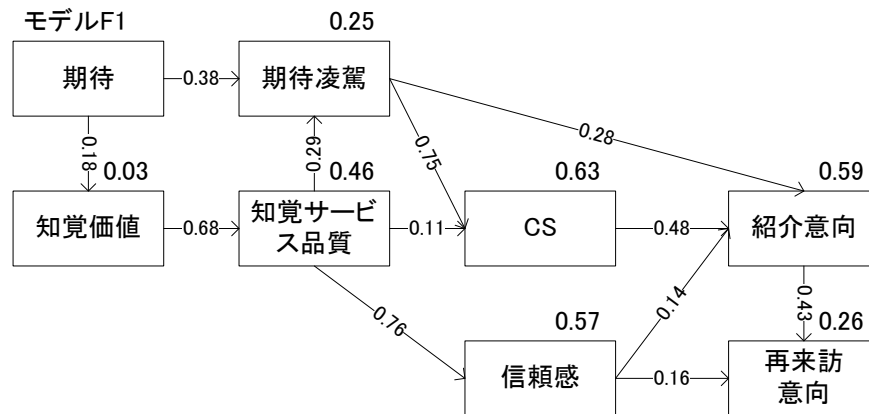 モデルF1
0.25
期待
0.38
期待凌駕
0.28
0.18
0.29
0.75
0.03
0.46
0.63
0.59
知覚価値
0.68
知覚サービ
ス品質
0.11
CS
0.48
紹介意向
0.76
0.14
0.43
0.57
0.26
信頼感
0.16
再来訪
意向